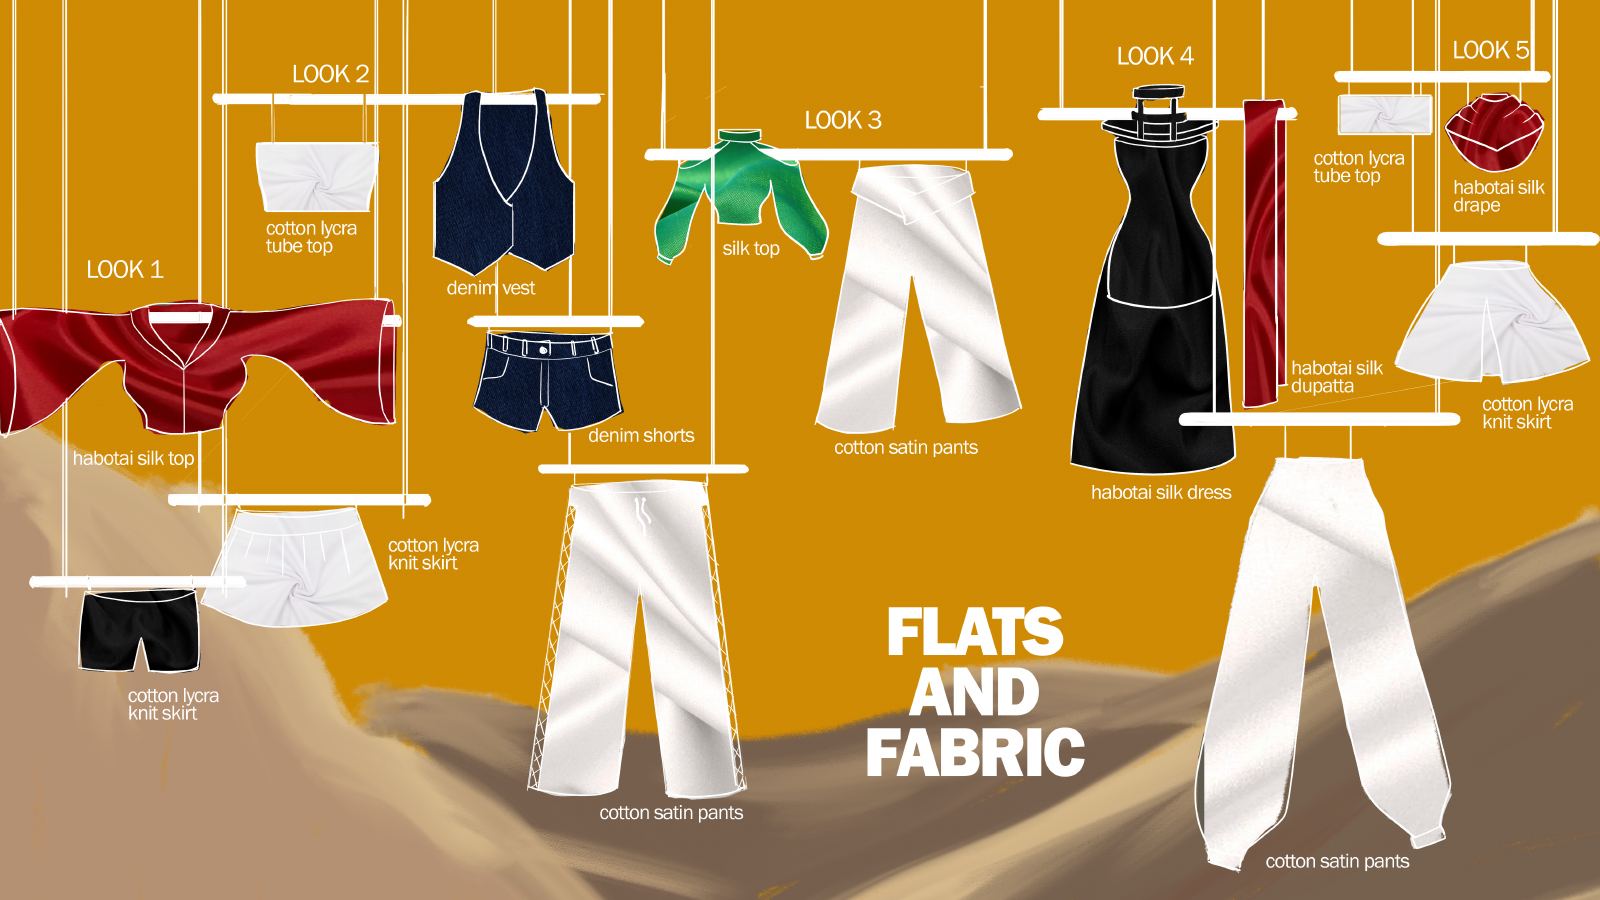 LOOK 1
habotai silk top
cotton lycra
knit skirt
cotton lycra
knit skirt
LOOK 2
cotton lycra
tube top
denim vest
denim shorts
cotton satin pants
LOOK 3
silk top
cotton satin pants
LOOK 4
habotai silk dress
habotai silk
dupatta
cotton satin pants
LOOK 5
cotton lycra
tube top
habotai silk
drape
cotton lycra
knit skirt
FLATS
AND
FABRIC